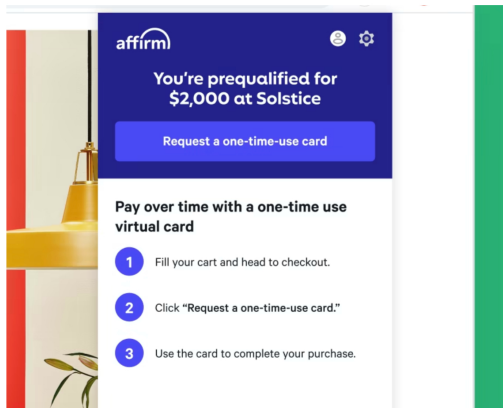 affirm
You're prequalified for
$2,000 at Solstice
Request a one-time-use card
Pay over time with a one-time use
virtual card
1 Fill your cart and head to checkout.
2 Click “Request a one-time-use card.”
3 Use the card to complete your purchase.